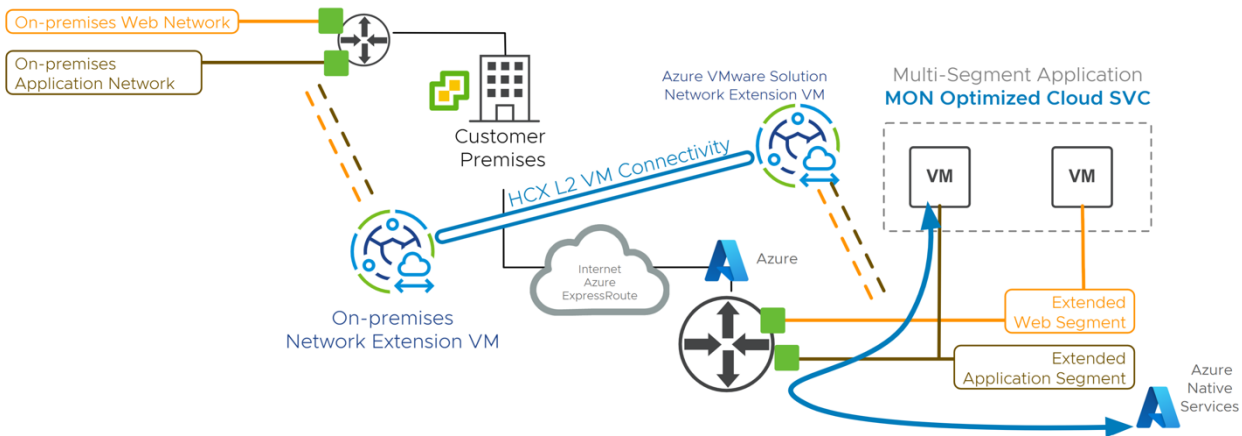 On-premises Web Network
On-premises
Application Network
Customer
Premises
Azure VMware Solution
Network Extension VM
Multi-Segment Application
MON Optimized Cloud SVC
VM
VM
HCX L2 VM Connectivity
Internet
Azure
ExpressRoute
Azure
On-premises
Network Extension VM
Extended
Web Segment
Extended
Application Segment
Azure
Native
Services